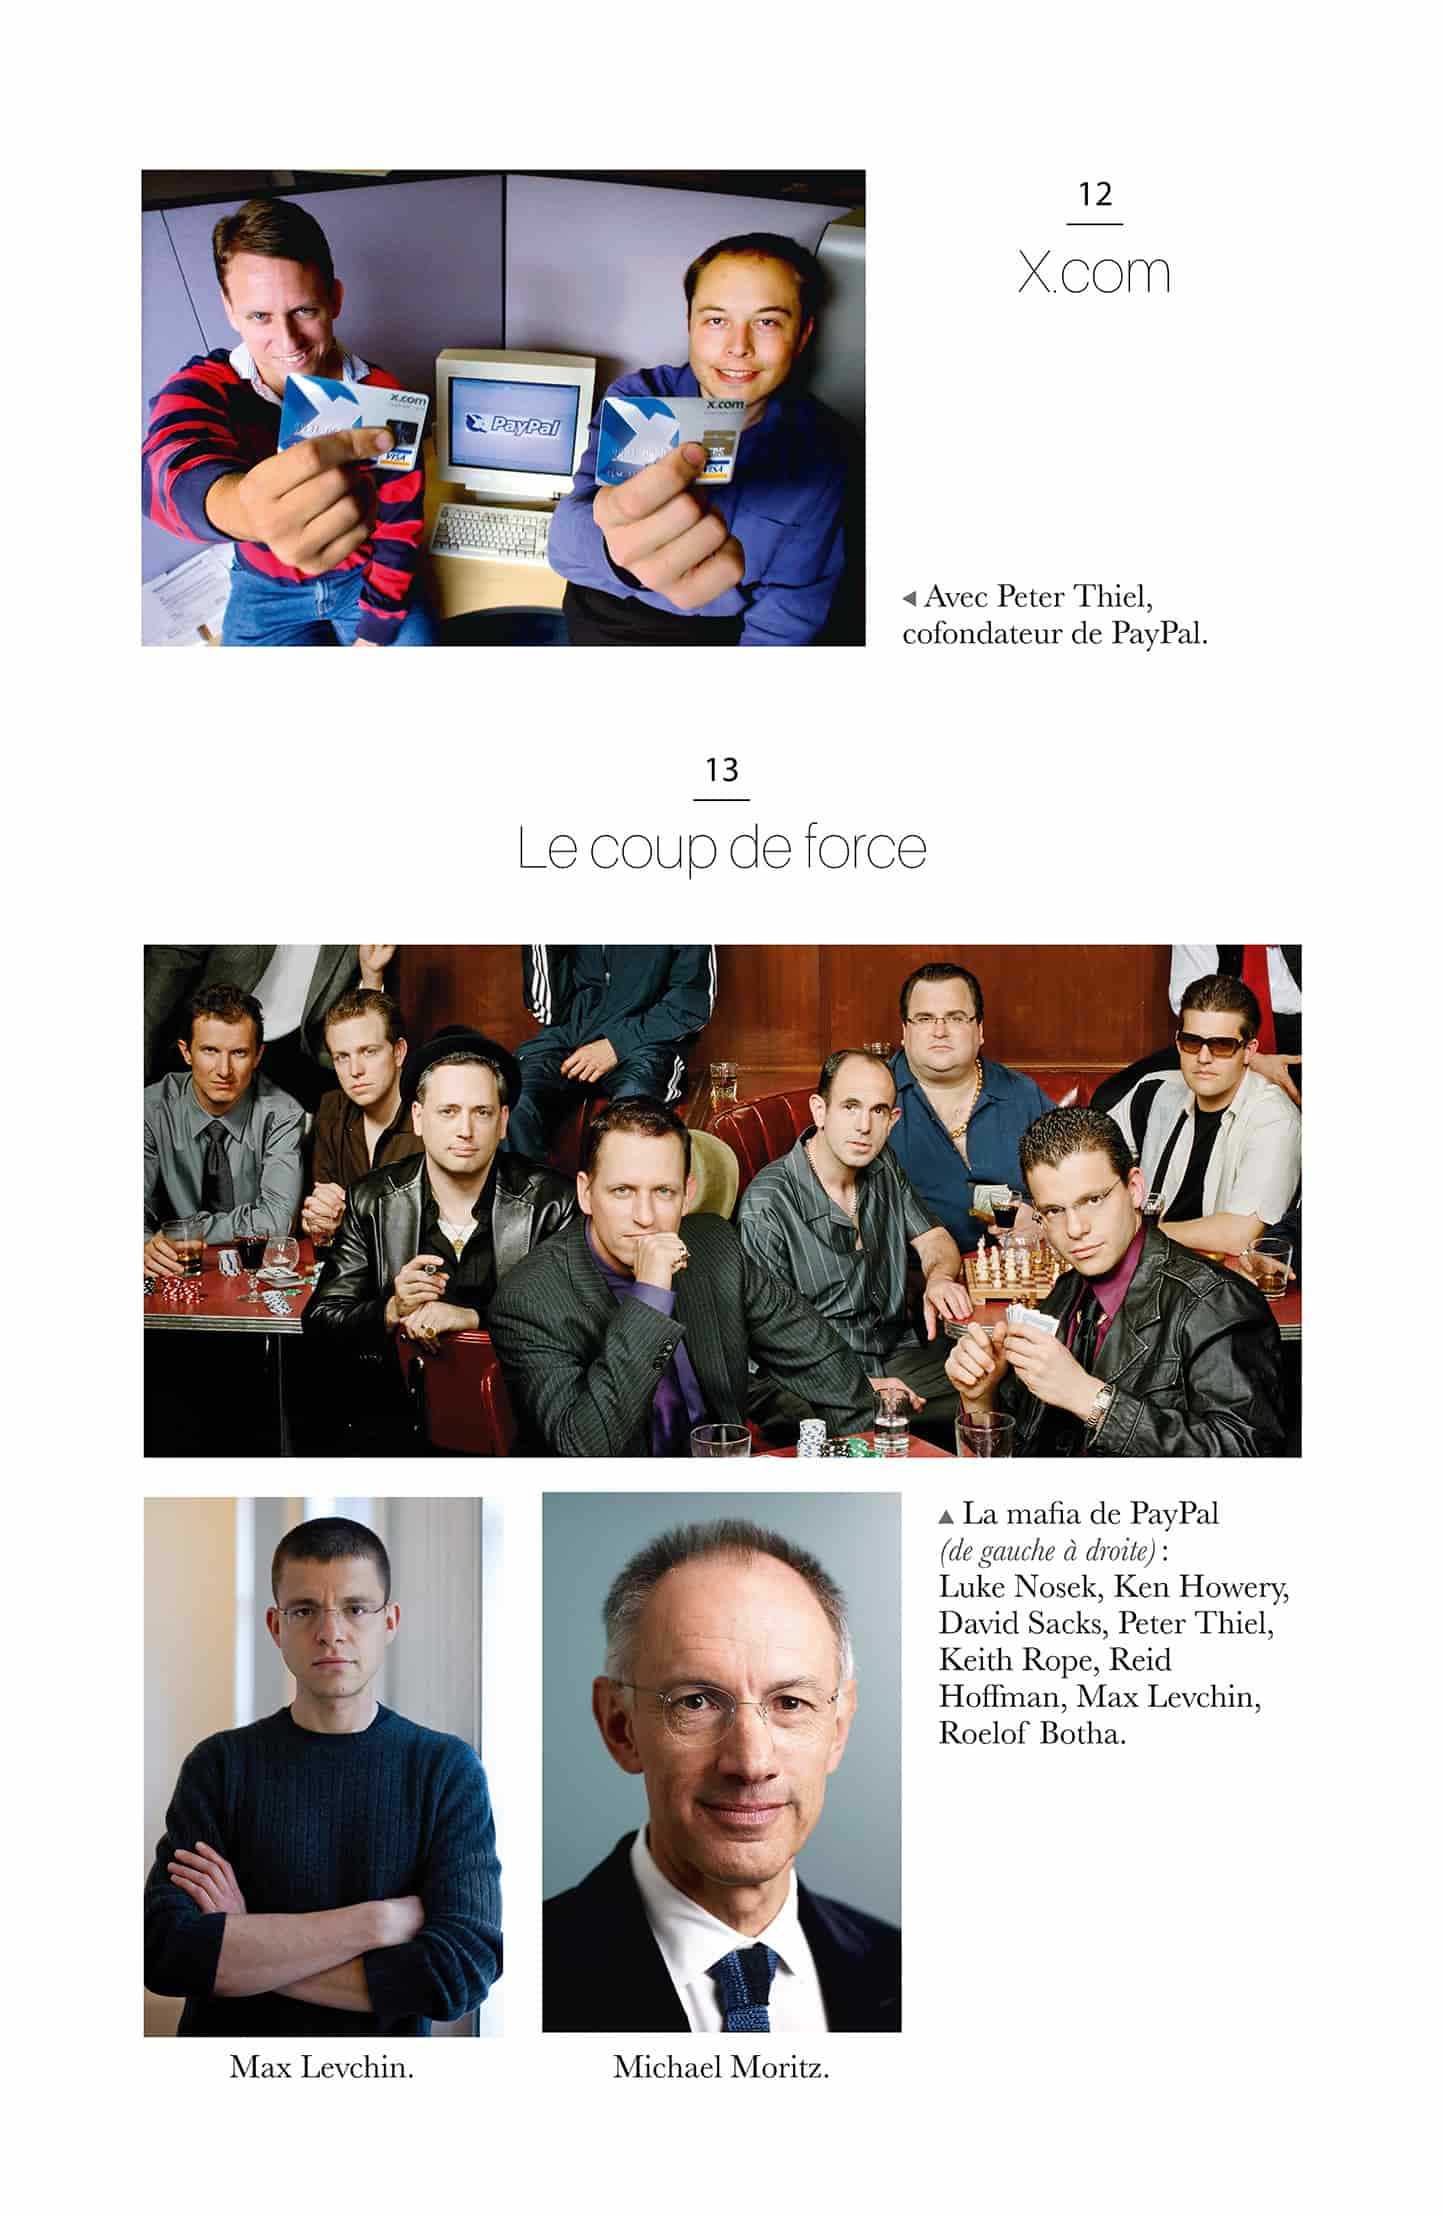 12
X.com
x.com
VISA
PayPal
x.com
VISA
Avec Peter Thiel,
cofondateur de PayPal.
13
Le coup de force
La mafia de PayPal
(de gauche à droite) :
Luke Nosek, Ken Howery,
David Sacks, Peter Thiel,
Keith Rope, Reid
Hoffman, Max Levchin,
Roelof Botha.
Max Levchin.
Michael Moritz.